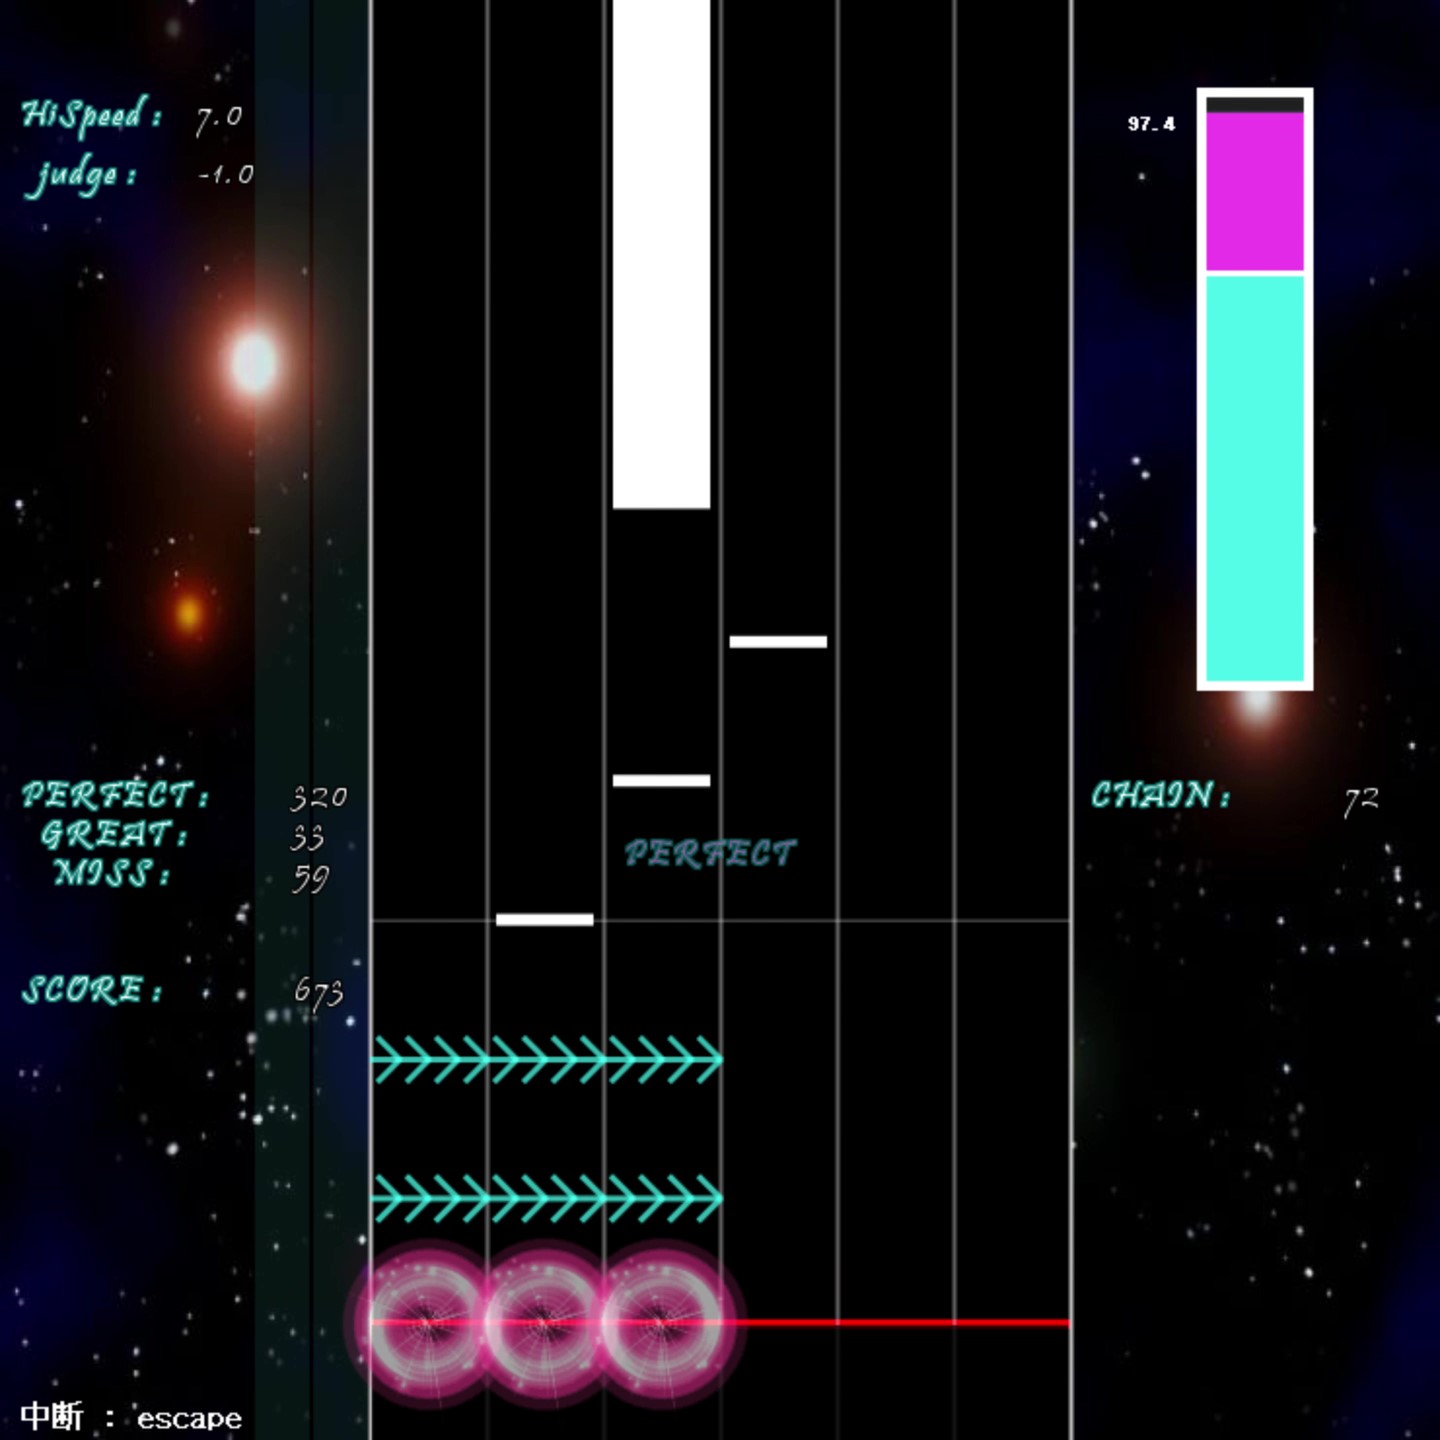 HiSpeed : 7.0
judge : -1.0
97.4
PERFECT : 320
GREAT : 33
MISS : 59
CHAIN : 72
PERFECT
SCORE : 673
中断 : escape